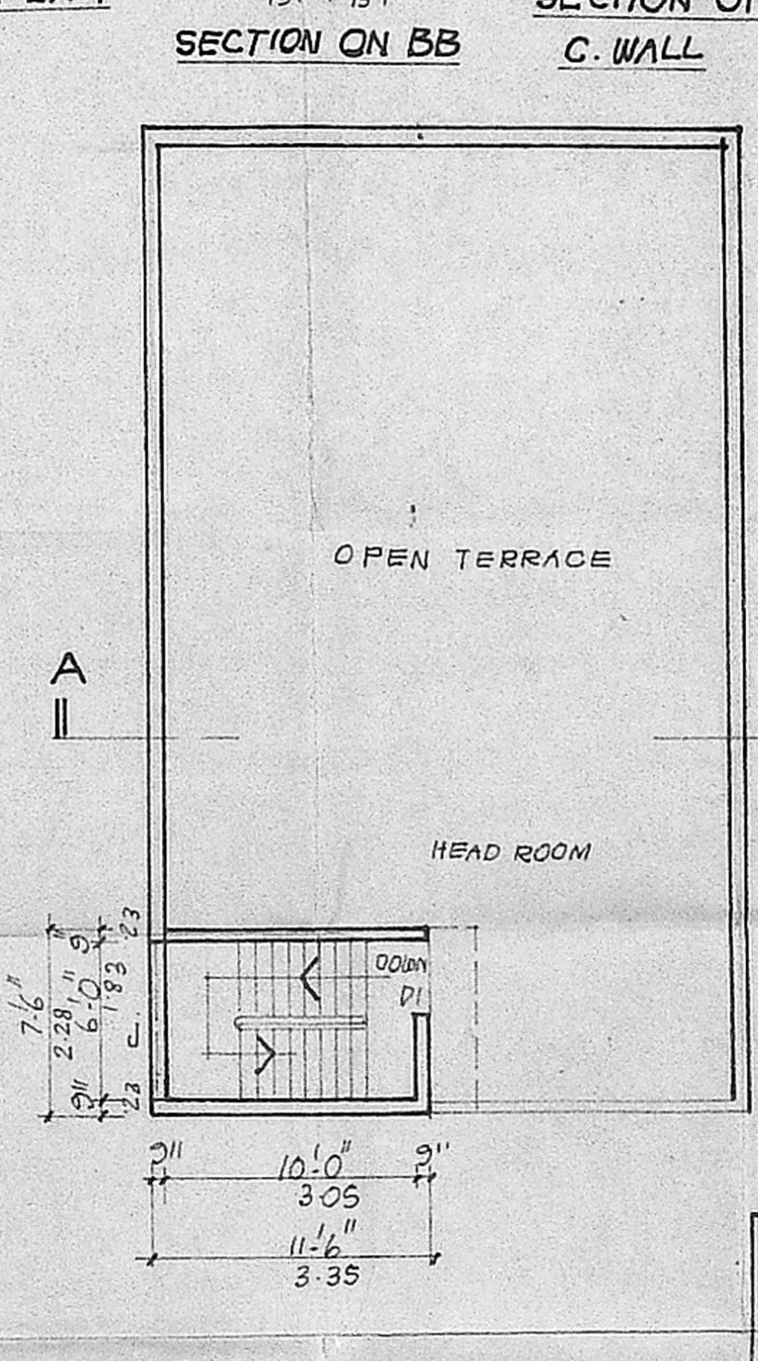 SECTION ON BB
C. WALL
OPEN TERRACE
A
HEAD ROOM
DOWN
D1
7'-6"
2.28
9"
6'-0"
9"
23
1.83
23
9"
10'-0"
9"
3.05
11'-6"
3.35